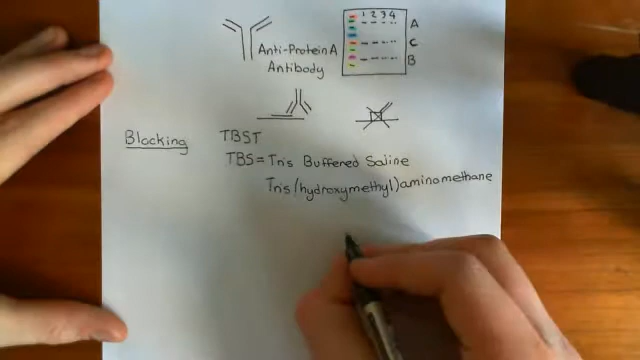 1 2 3 4
A
Anti-Protein A
C
Antibody
B
Blocking TBST
TBS = Tris Buffered Saline
Tris (hydroxymethyl) aminomethane